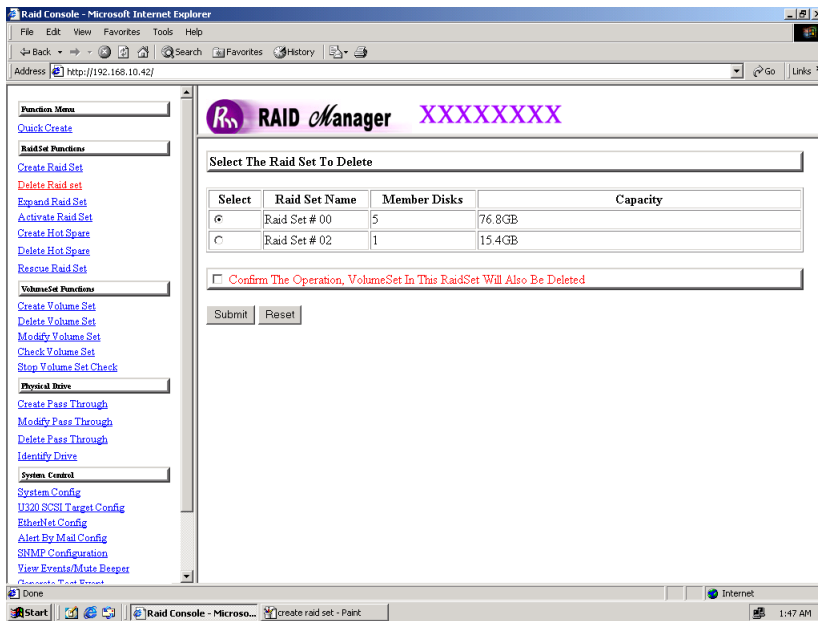 Raid Console - Microsoft Internet Explorer
File Edit View Favorites Tools Help
Back Search Favorites History
Address http://192.168.10.42/ Go Links
Function Menu
Quick Create
RaidSet Functions
Create Raid Set
Delete Raid set
Expand Raid Set
Activate Raid Set
Create Hot Spare
Delete Hot Spare
Rescue Raid Set
VolumeSet Functions
Create Volume Set
Delete Volume Set
Modify Volume Set
Check Volume Set
Stop Volume Set Check
Physical Drive
Create Pass Through
Modify Pass Through
Delete Pass Through
Identify Drive
System Control
System Config
U320 SCSI Target Config
EtherNet Config
Alert By Mail Config
SNMP Configuration
View Events/Mute Beeper
Generate Test Event
RAID Manager XXXXXXXX
Select The Raid Set To Delete
Select Raid Set Name Member Disks Capacity
Raid Set # 00 5 76.8GB
Raid Set # 02 1 15.4GB
Confirm The Operation, VolumeSet In This RaidSet Will Also Be Deleted
Submit Reset
Done Internet
Start Raid Console - Microso... create raid set - Paint 1:47 AM